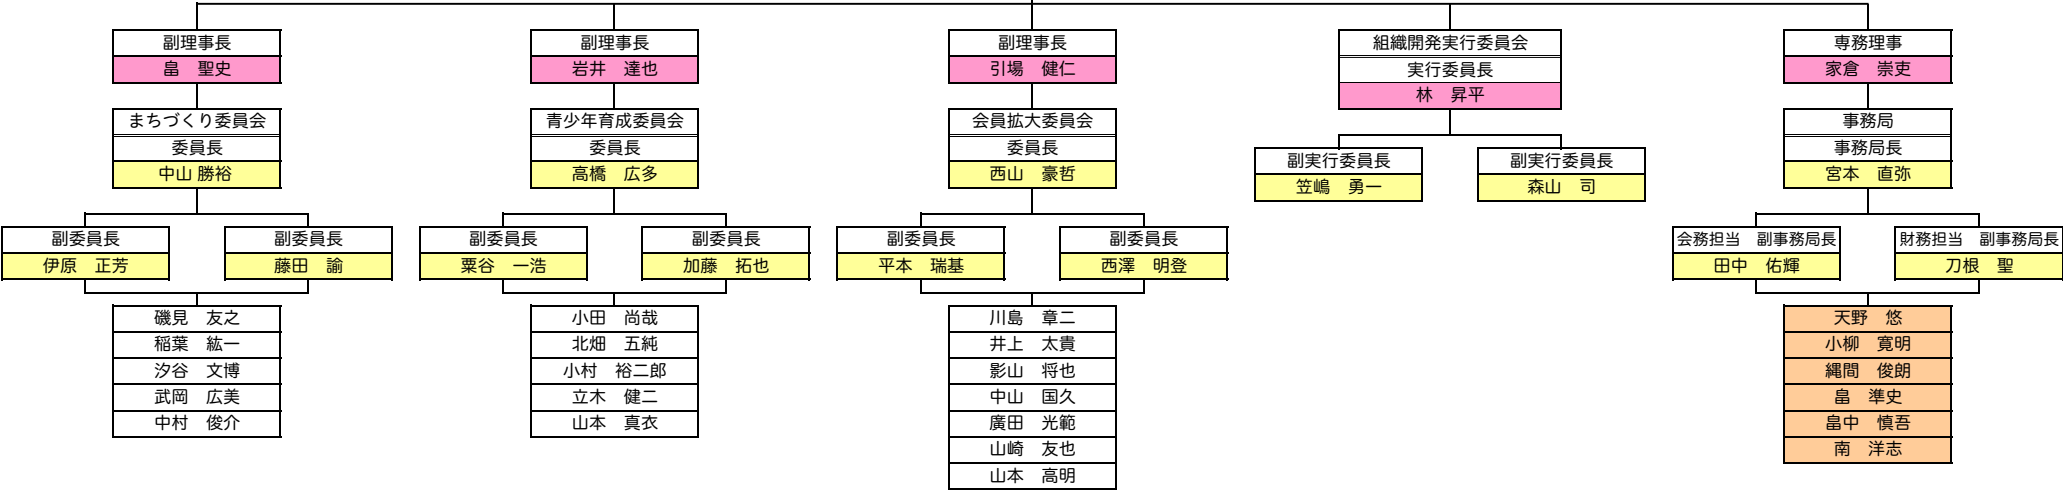 副理事長
畠　聖史
まちづくり委員会
委員長
中山 勝裕
副委員長
伊原　正芳
副委員長
藤田　諭
磯見　友之
稲葉　紘一
汐谷　文博
武岡　広美
中村　俊介
副理事長
岩井　達也
青少年育成委員会
委員長
高橋　広多
副委員長
粟谷　一浩
副委員長
加藤　拓也
小田　尚哉
北畑　五純
小村　裕二郎
立木　健二
山本　真衣
副理事長
引場　健仁
会員拡大委員会
委員長
西山　豪哲
副委員長
平本　瑞基
副委員長
西澤　明登
川島　章二
井上　太貴
影山　将也
中山　国久
廣田　光範
山崎　友也
山本　高明
組織開発実行委員会
実行委員長
林　昇平
副実行委員長
笠嶋　勇一
副実行委員長
森山　司
専務理事
家倉　崇吏
事務局
事務局長
宮本　直弥
会務担当　副事務局長
田中　佑輝
財務担当　副事務局長
刀根　聖
天野　悠
小柳　寛明
縄間　俊朗
畠　準史
畠中　慎吾
南　洋志